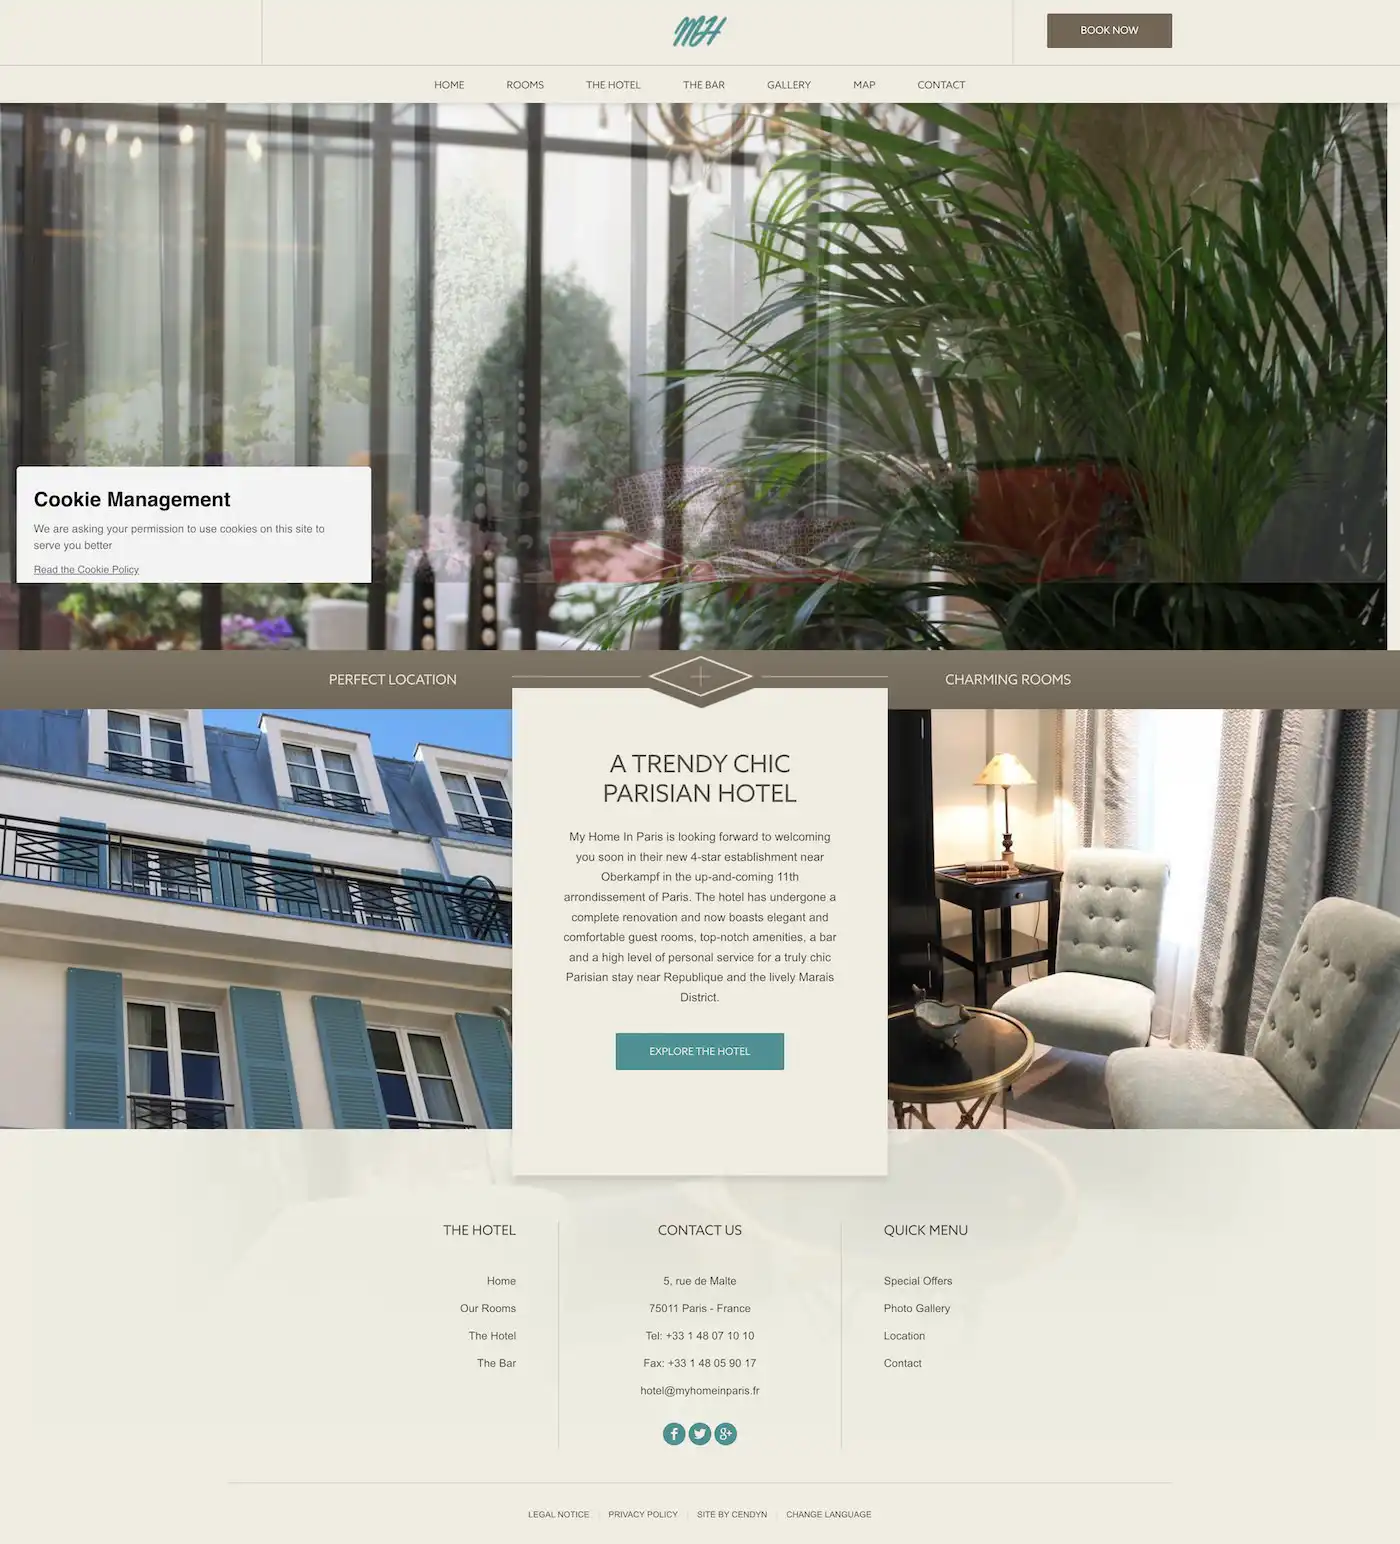 MH
BOOK NOW
HOME
ROOMS
THE HOTEL
THE BAR
GALLERY
MAP
CONTACT
Cookie Management
We are asking your permission to use cookies on this site to
serve you better
Read the Cookie Policy
PERFECT LOCATION
CHARMING ROOMS
A TRENDY CHIC
PARISIAN HOTEL
My Home In Paris is looking forward to welcoming
you soon in their new 4-star establishment near
Oberkampf in the up-and-coming 11th
arrondissement of Paris. The hotel has undergone a
complete renovation and now boasts elegant and
comfortable guest rooms, top-notch amenities, a bar
and a high level of personal service for a truly chic
Parisian stay near Republique and the lively Marais
District.
EXPLORE THE HOTEL
THE HOTEL
Home
Our Rooms
The Hotel
The Bar
CONTACT US
5, rue de Malte
75011 Paris - France
Tel: +33 1 48 07 10 10
Fax: +33 1 48 05 90 17
hotel@myhomeinparis.fr
QUICK MENU
Special Offers
Photo Gallery
Location
Contact
LEGAL NOTICE
PRIVACY POLICY
SITE BY CENDYN
CHANGE LANGUAGE